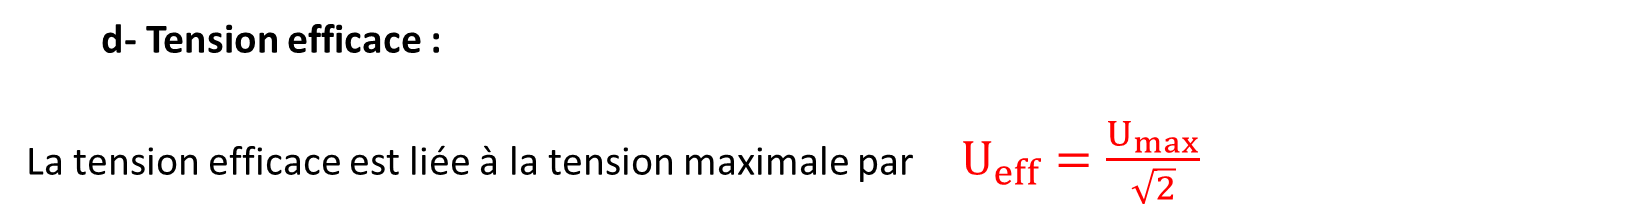 d- Tension efficace :
La tension efficace est liée à la tension maximale par U_eff = U_max / √2